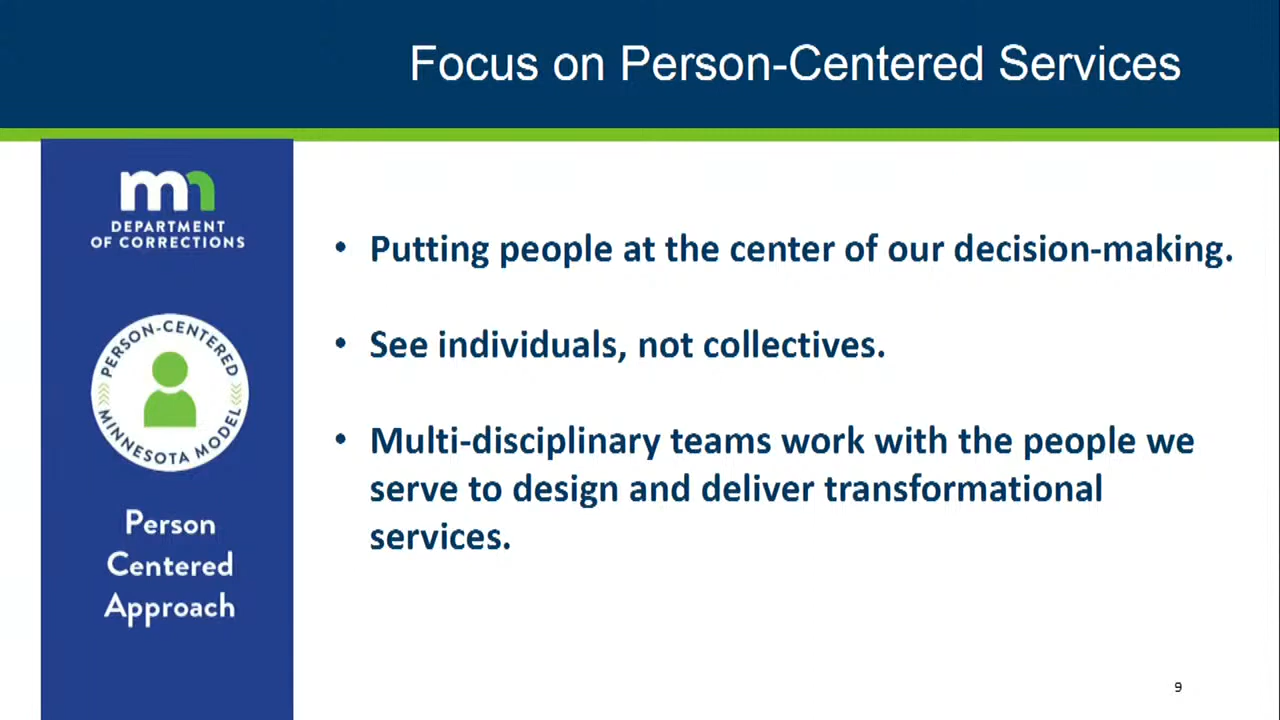 Focus on Person-Centered Services
mn
DEPARTMENT
OF CORRECTIONS
PERSON-CENTERED
MINNESOTA MODEL
Person
Centered
Approach
• Putting people at the center of our decision-making.
• See individuals, not collectives.
• Multi-disciplinary teams work with the people we
serve to design and deliver transformational
services.
9